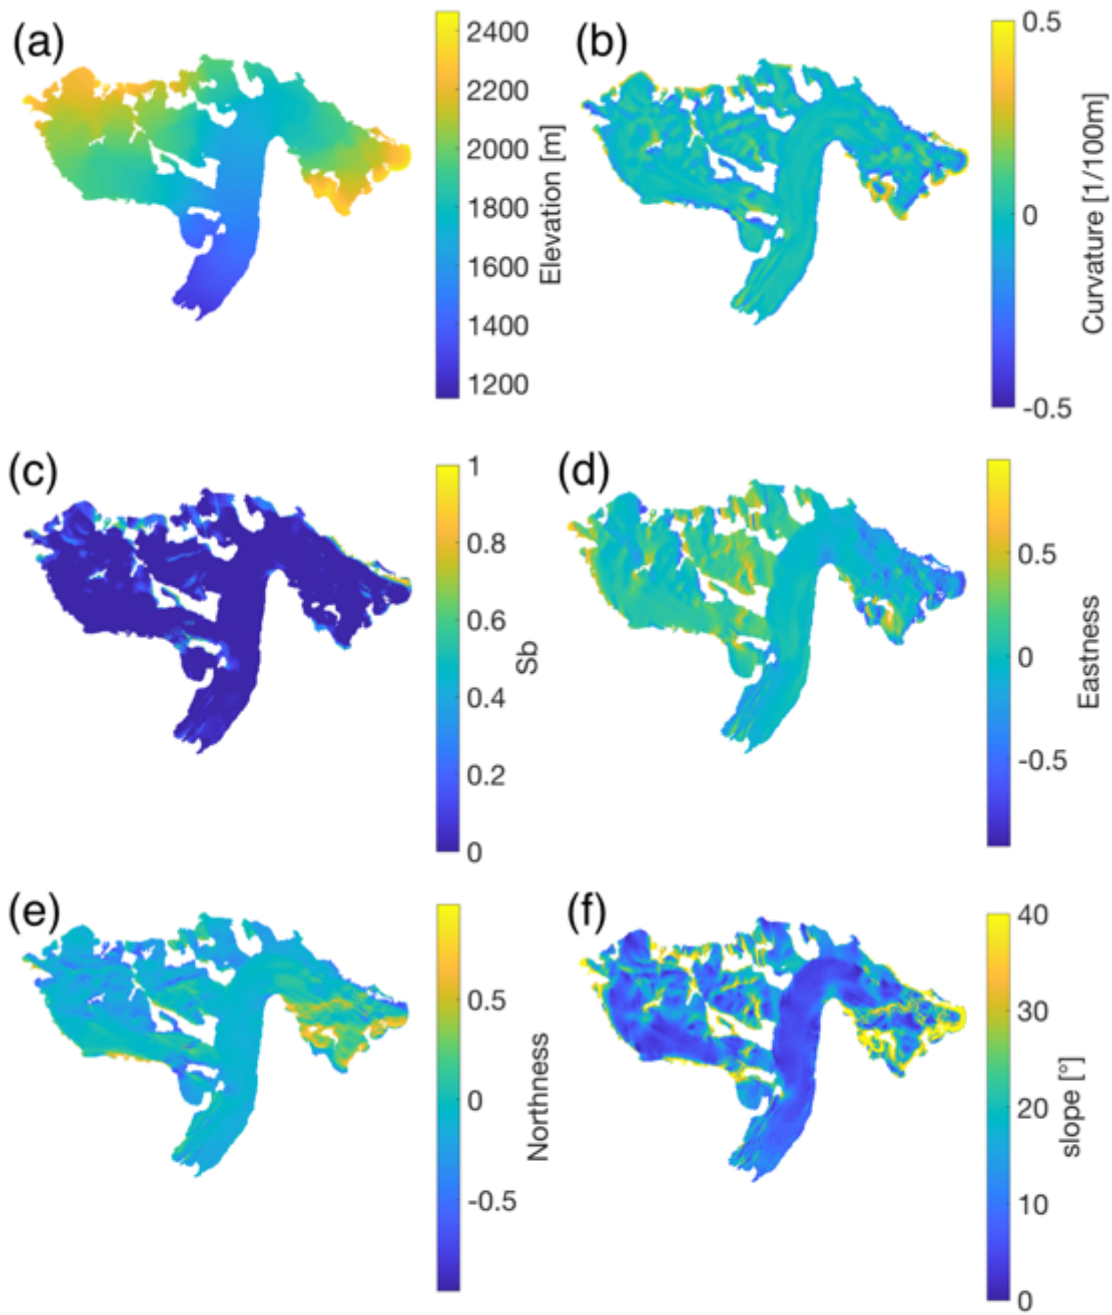 (a)
2400
2200
2000
1800
1600
1400
1200
Elevation [m]
(b)
0.5
0
-0.5
Curvature [1/100m]
(c)
1
0.8
0.6
0.4
0.2
0
Sb
(d)
0.5
0
-0.5
Eastness
(e)
0.5
0
-0.5
Northness
(f)
40
30
20
10
0
slope [°]